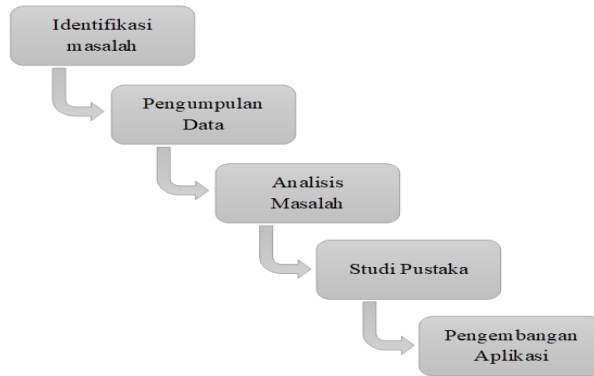 Identifikasi
masalah
Pengumpulan
Data
Analisis
Masalah
Studi Pustaka
Pengembangan
Aplikasi